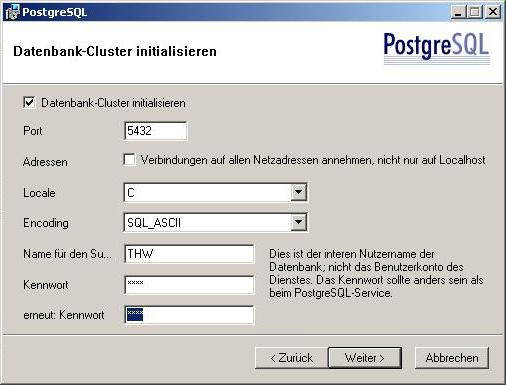 PostgreSQL
Datenbank-Cluster initialisieren
PostgreSQL
Datenbank-Cluster initialisieren
Port
5432
Adressen
Verbindungen auf allen Netzadressen annehmen, nicht nur auf Localhost
Locale
C
Encoding
SQL_ASCII
Name für den Su...
THW
Dies ist der interen Nutzername der
Datenbank; nicht das Benutzerkonto des
Dienstes. Das Kennwort sollte anders sein als
beim PostgreSQL-Service.
Kennwort
****
erneut: Kennwort
****
< Zurück
Weiter >
Abbrechen